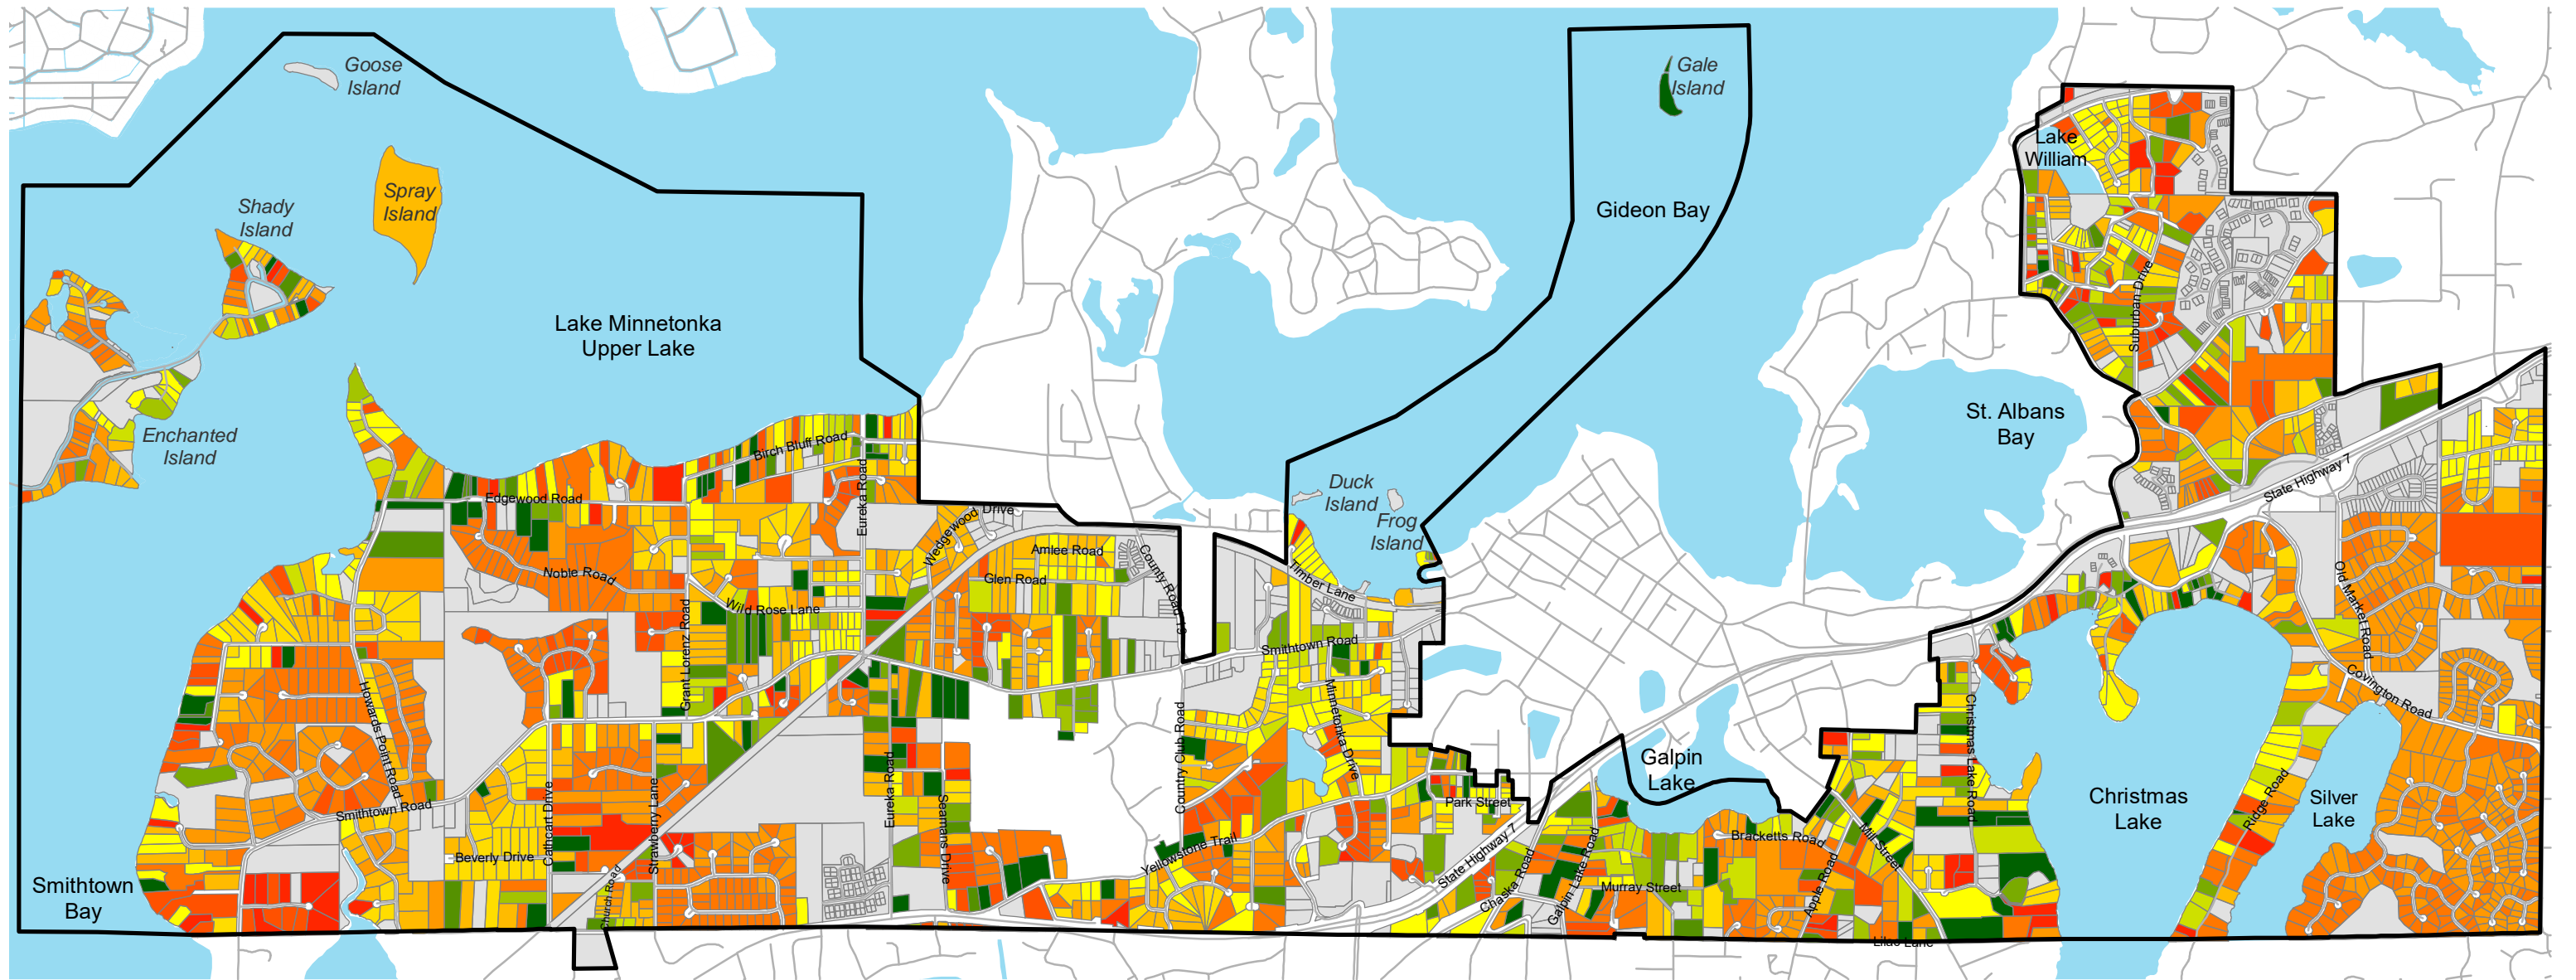 Goose
Island
Gale
Island
Lake
William
Spray
Island
Shady
Island
Gideon Bay
Lake Minnetonka
Upper Lake
Suburban Drive
St. Albans
Bay
Enchanted
Island
Birch Bluff Road
Eureka Road
State Highway 7
Duck
Island
Frog
Island
Edgewood Road
Wedgewood Drive
Amlee Road
County Road 19
Glen Road
Noble Road
Timber Lane
Old Market Road
Wild Rose Lane
Grant Lorenz Road
Smithtown Road
Covington Road
Howards Point Road
Minnetonka Drive
Christmas Lake Road
Country Club Road
Galpin
Lake
Eureka Road
Seamans Drive
Park Street
Christmas
Lake
Ridge Road
Silver
Lake
Smithtown Road
Cathcart Drive
Strawberry Lane
Beverly Drive
Yellowstone Trail
State Highway 7
Bracketts Road
Mill Street
Smithtown
Bay
Church Road
Chaska Road
Galpin Lake Road
Murray Street
Apple Road
Lilac Lane